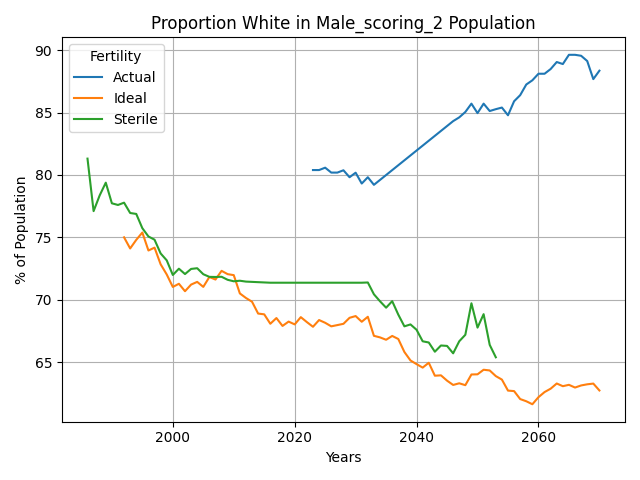 Proportion White in Male_scoring_2 Population
Fertility
Actual
Ideal
Sterile
% of Population
90
85
80
75
70
65
2000
2020
2040
2060
Years